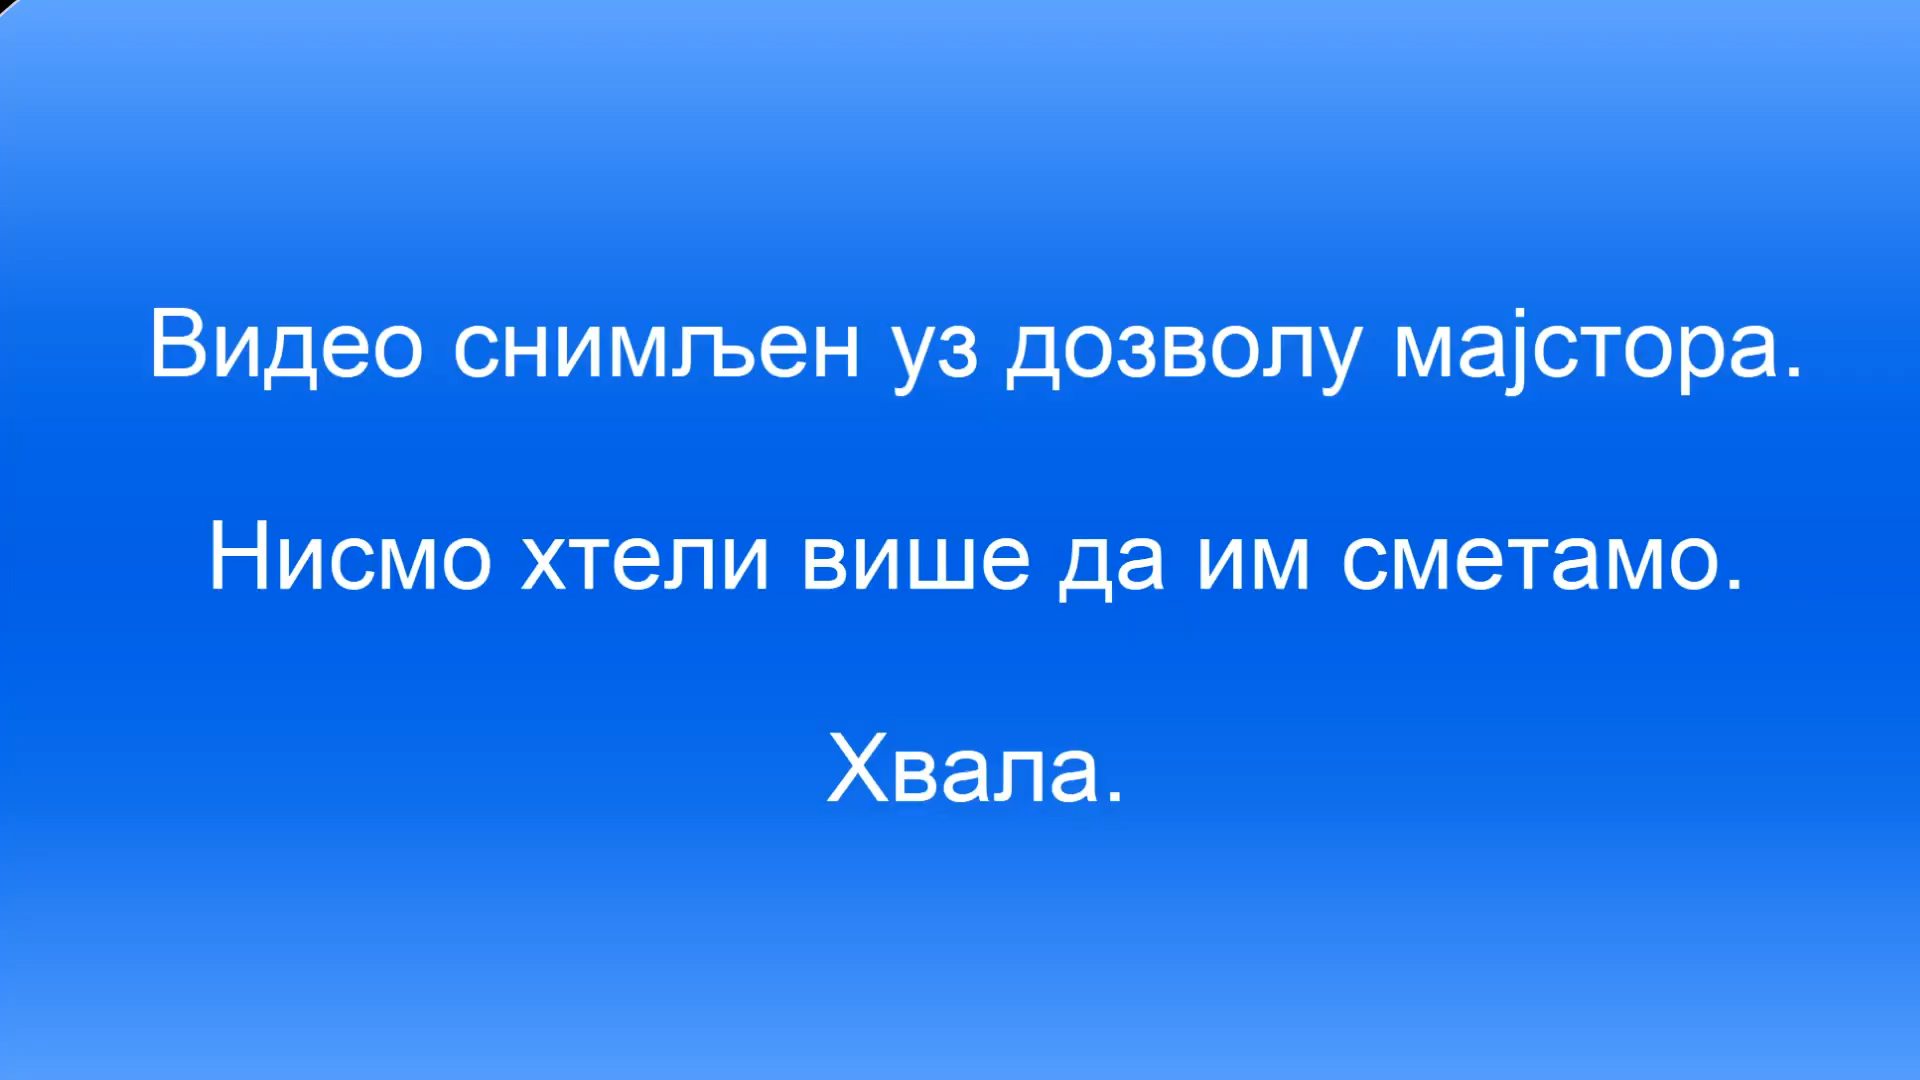 Видео снимљен уз дозволу мајстора.
Нисмо хтели више да им сметамо.
Хвала.